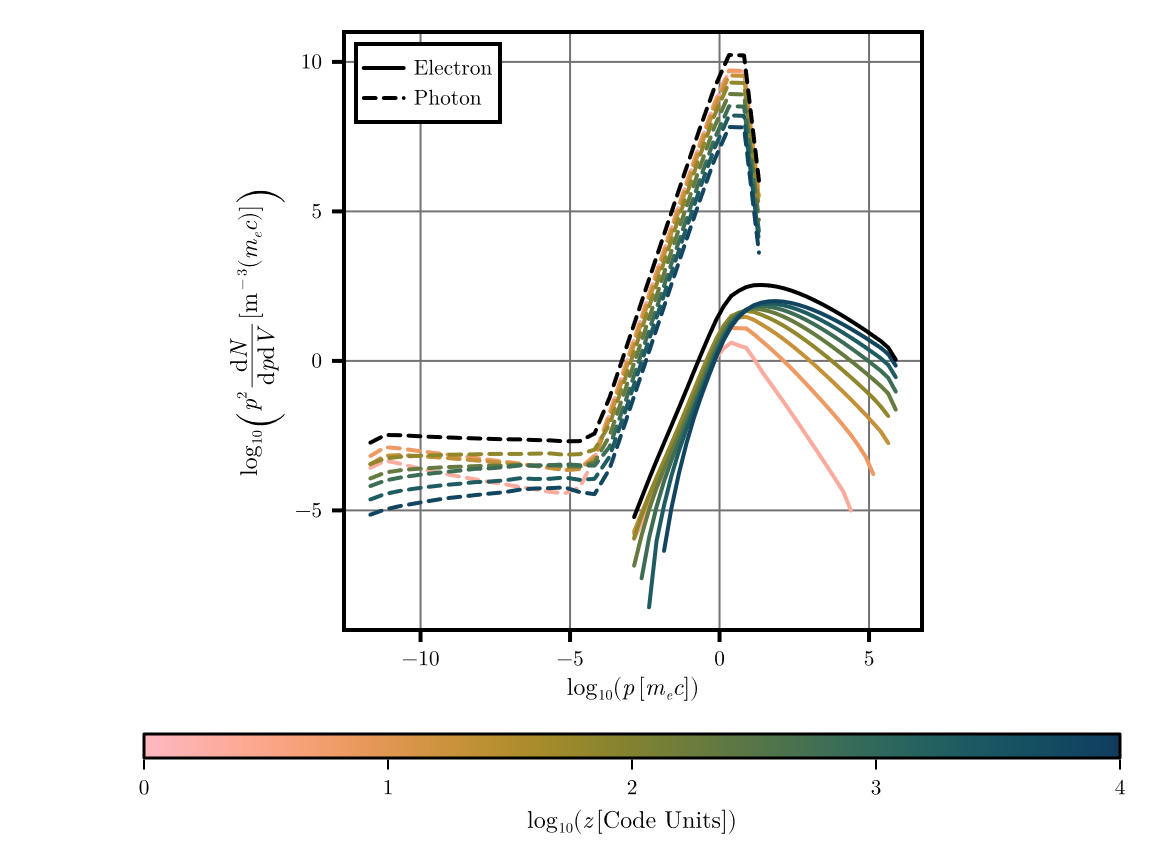 10
5
0
−5
−10
−5
0
5
Electron
Photon
log₁₀(p² dN/dpdV [m⁻³(mₑc)])
log₁₀(p [mₑc])
0
1
2
3
4
log₁₀(z[Code Units])